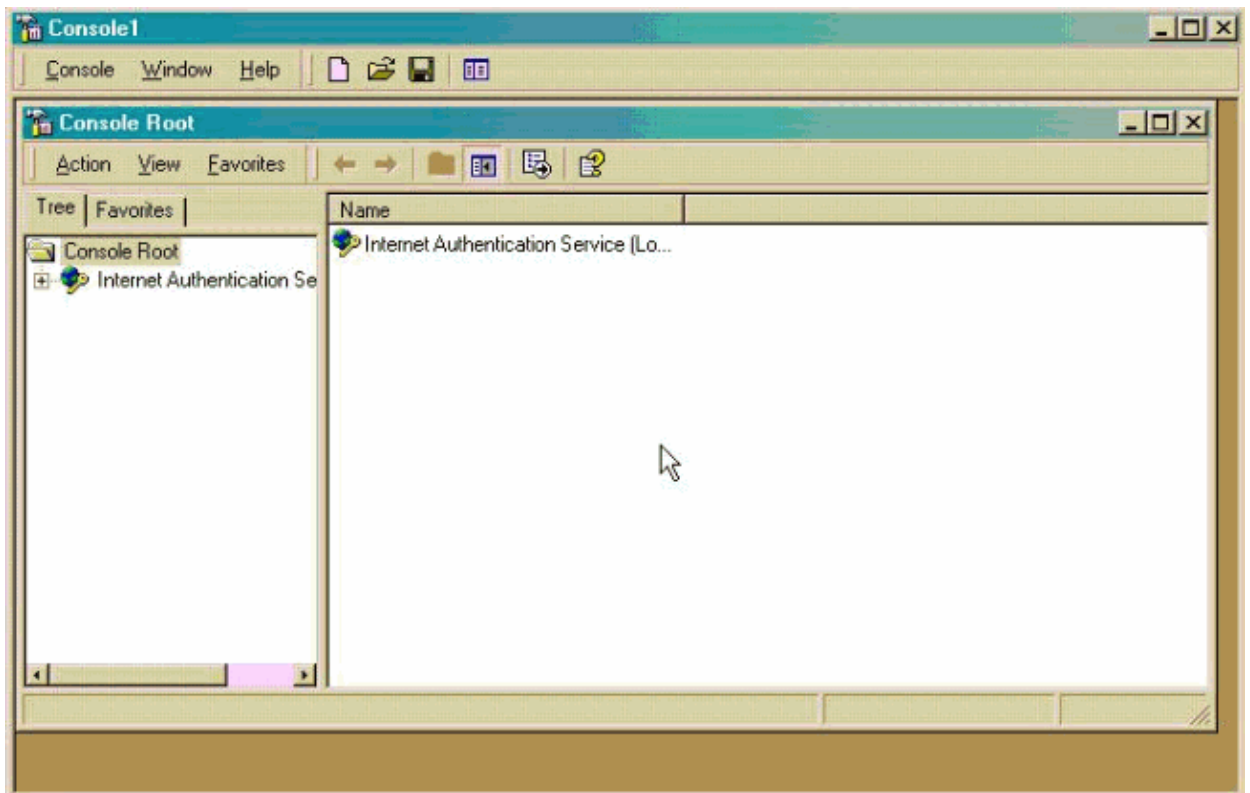 Console1
Console Window Help
Console Root
Action View Favorites
Tree Favorites Name
Console Root Internet Authentication Service (Lo...
Internet Authentication Se